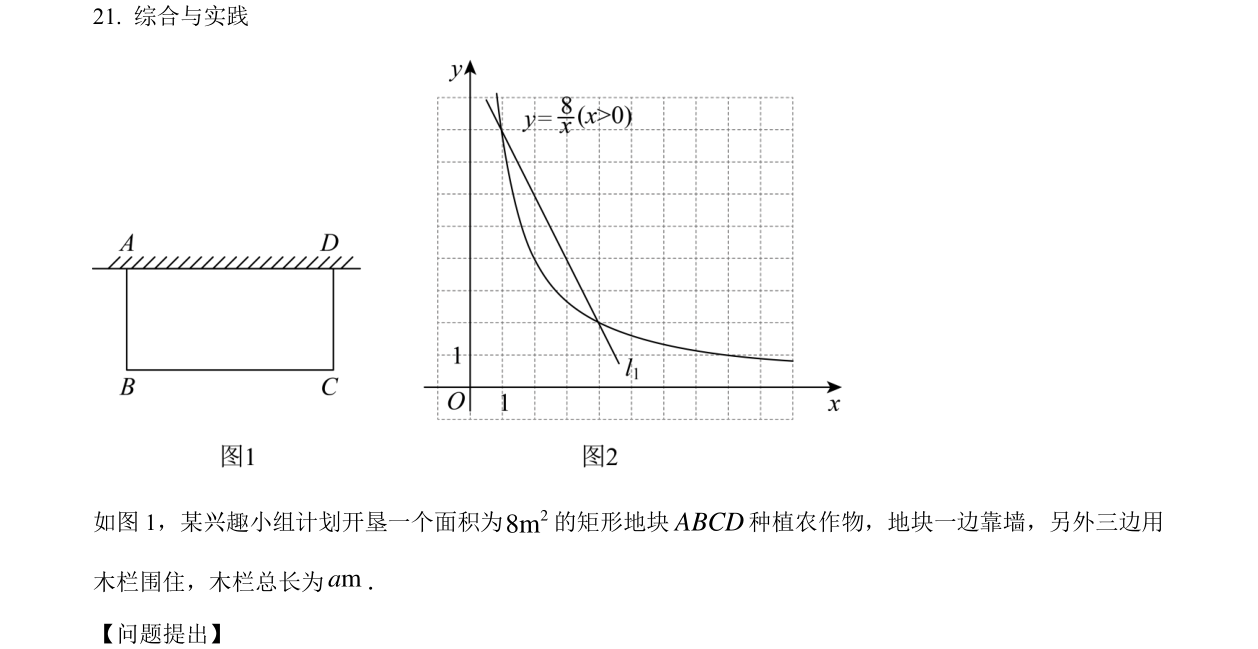 21. 综合与实践
y
y=8/x(x>0)
A
D
1
l₁
B
C
O
1
x
图1
图2
如图 1，某兴趣小组计划开垦一个面积为8m²的矩形地块 ABCD 种植农作物，地块一边靠墙，另外三边用
木栏围住，木栏总长为 am．
【问题提出】